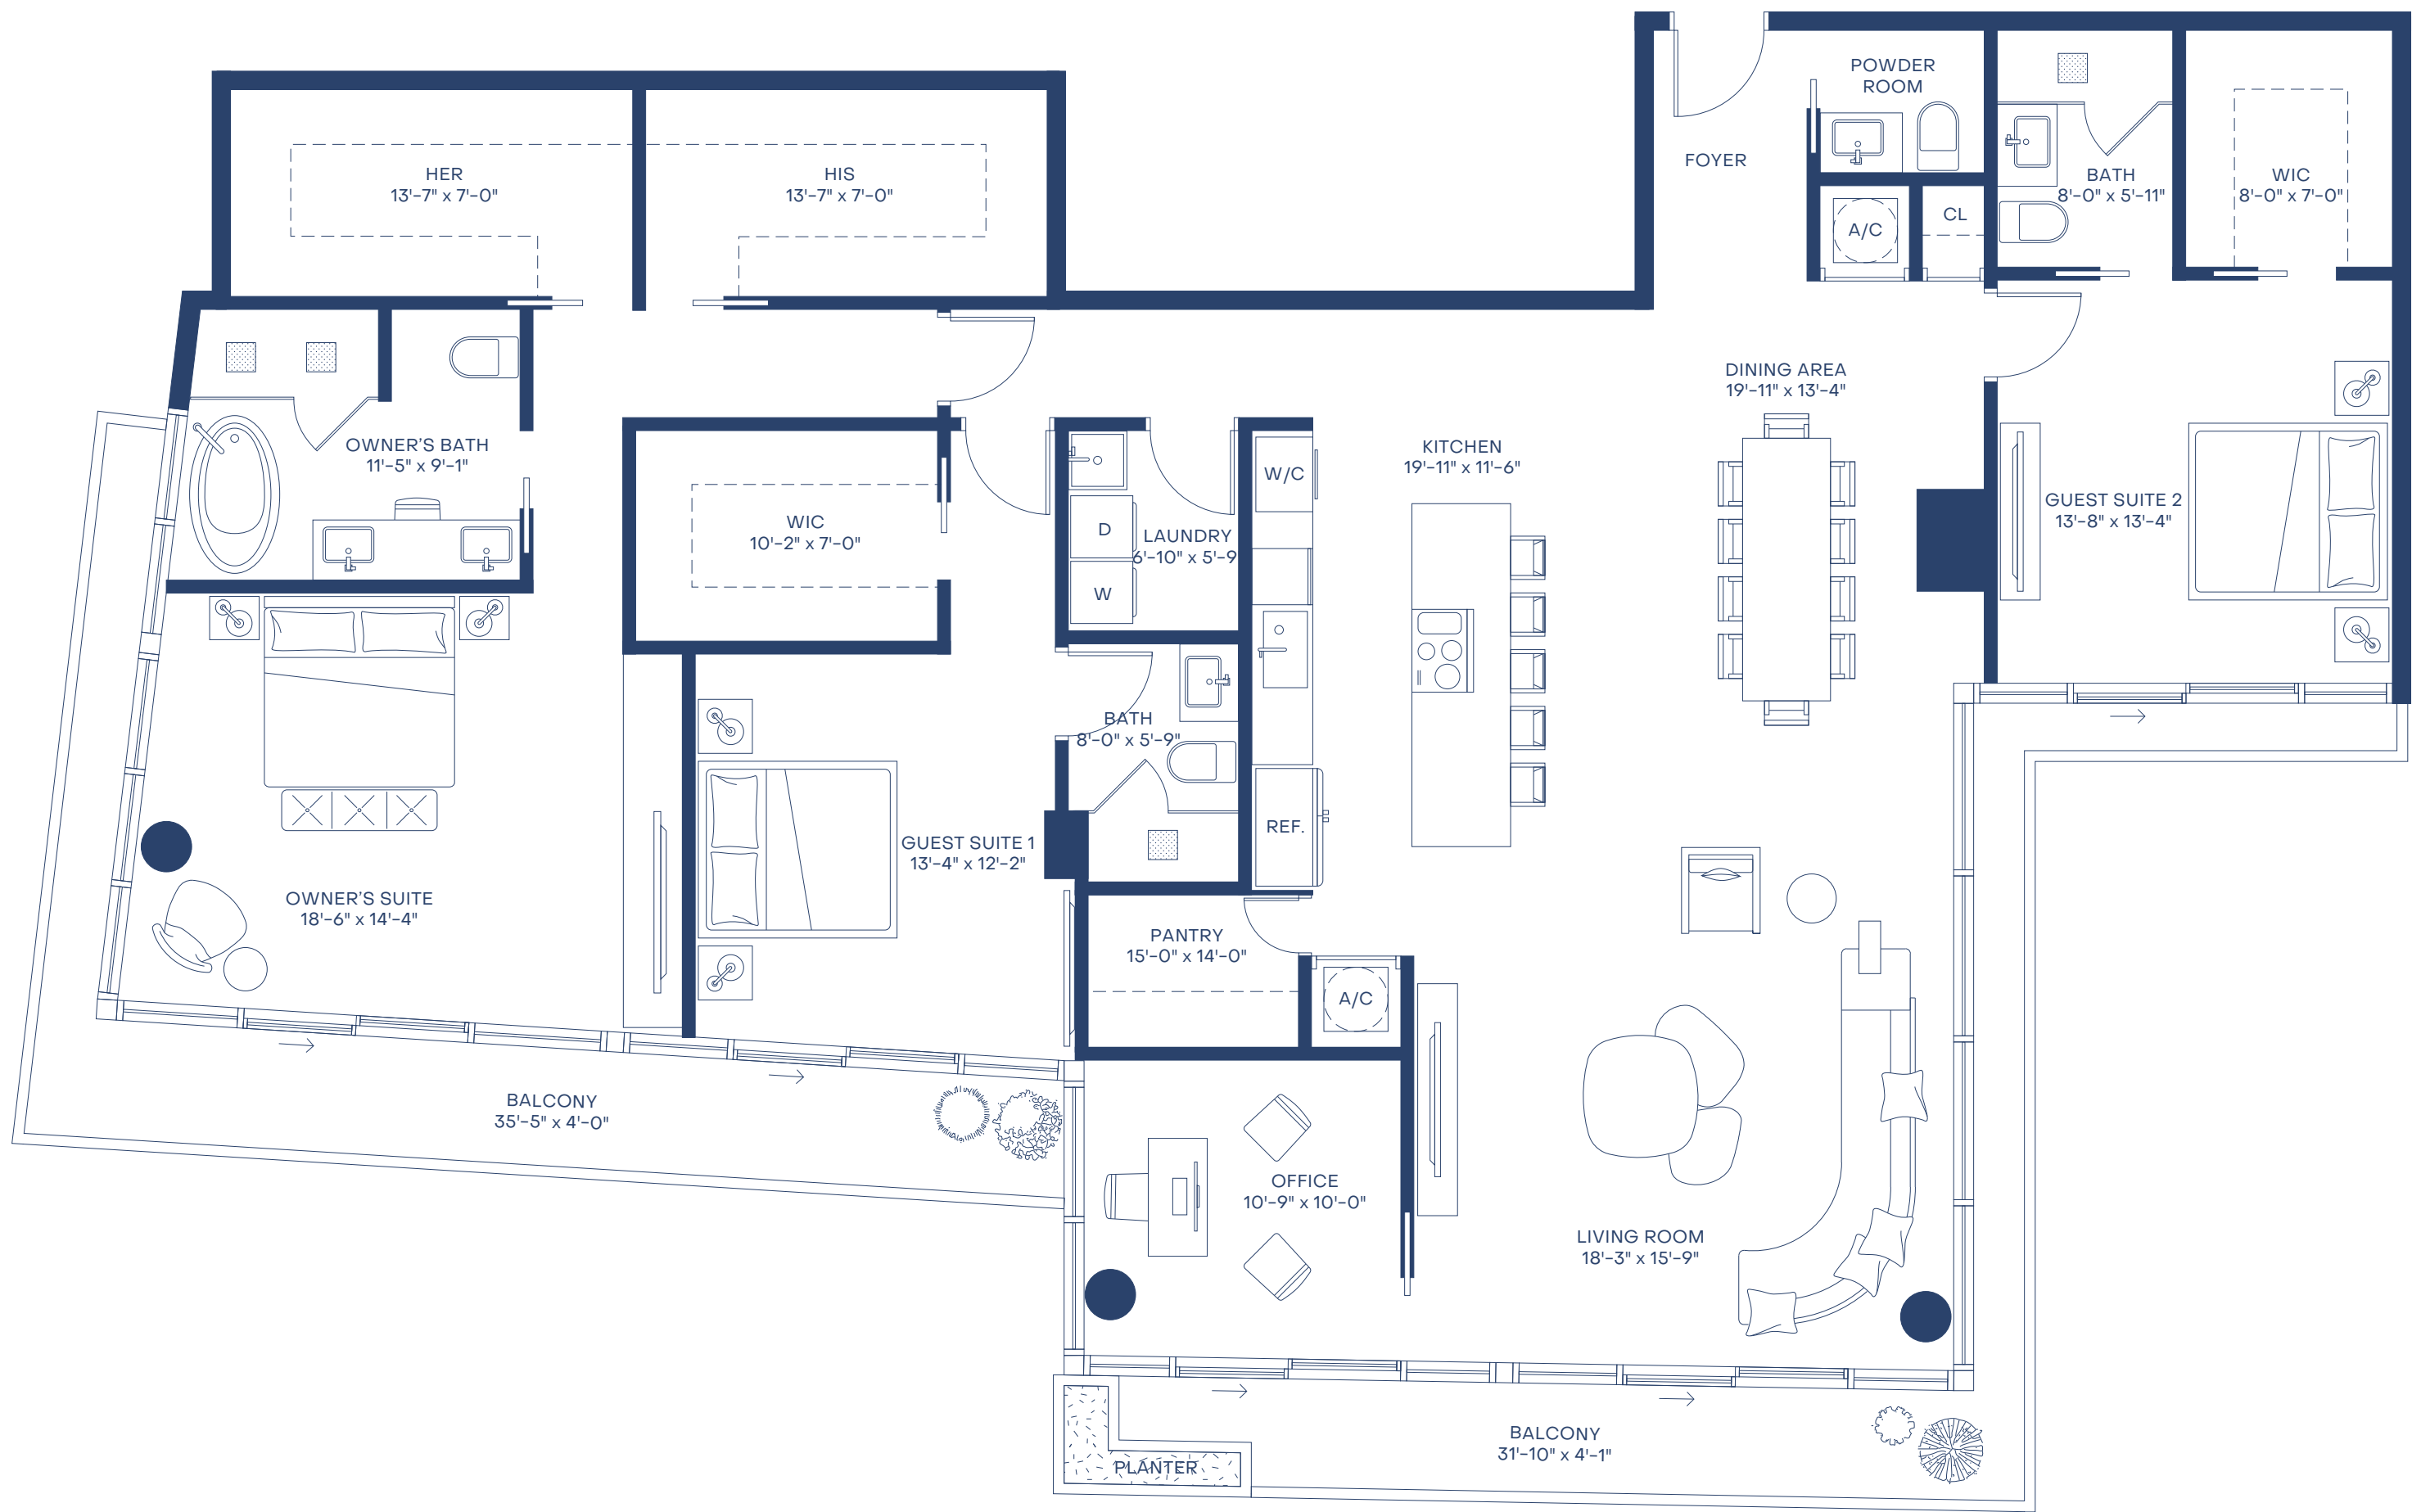 POWDER
ROOM
FOYER
HER
13'-7" x 7'-0"
HIS
13'-7" x 7'-0"
BATH
8'-0" x 5'-11"
WIC
8'-0" x 7'-0"
A/C
CL
DINING AREA
19'-11" x 13'-4"
OWNER'S BATH
11'-5" x 9'-1"
KITCHEN
19'-11" x 11'-6"
W/C
WIC
10'-2" x 7'-0"
D
LAUNDRY
6'-10" x 5'-9
W
GUEST SUITE 2
13'-8" x 13'-4"
BATH
8'-0" x 5'-9"
REF.
GUEST SUITE 1
13'-4" x 12'-2"
OWNER'S SUITE
18'-6" x 14'-4"
PANTRY
15'-0" x 14'-0"
A/C
BALCONY
35'-5" x 4'-0"
OFFICE
10'-9" x 10'-0"
LIVING ROOM
18'-3" x 15'-9"
BALCONY
31'-10" x 4'-1"
PLANTER